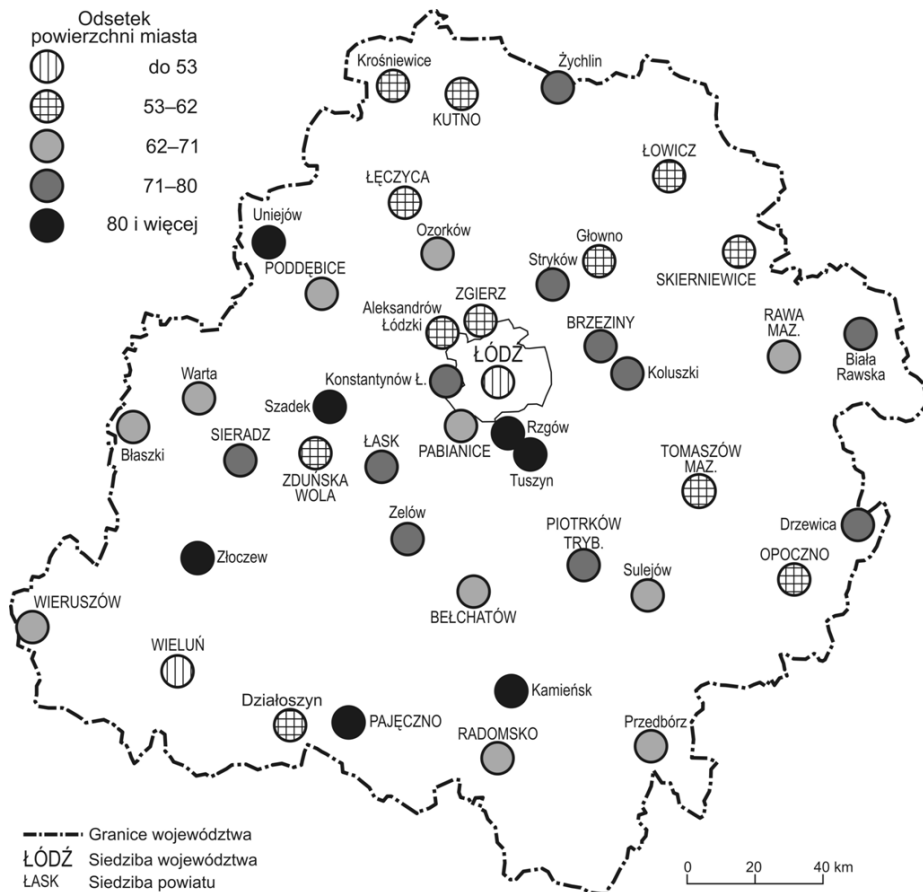 Odsetek
powierzchni miasta
do 53
53–62
62–71
71–80
80 i więcej
Krośniewice
KUTNO
Żychlin
ŁOWICZ
ŁĘCZYCA
Uniejów
Ozorków
Głowno
Stryków
SKIERNIEWICE
PODDĘBICE
ZGIERZ
Aleksandrów
Łódzki
BRZEZINY
RAWA
MAZ.
Biała
Rawska
ŁÓDŹ
Koluszki
Konstantynów Ł.
Warta
Szadek
Błaszki
SIERADZ
ZDUŃSKA
WOLA
ŁASK
PABIANICE
Rzgów
Tuszyn
TOMASZÓW
MAZ.
Zelów
PIOTRKÓW
TRYB.
Drzewica
Złoczew
Sulejów
OPOCZNO
BEŁCHATÓW
WIERUSZÓW
WIELUŃ
Działoszyn
PAJĘCZNO
Kamieńsk
RADOMSKO
Przedbórz
Granice województwa
ŁÓDŹ Siedziba województwa
ŁASK Siedziba powiatu
0 20 40 km